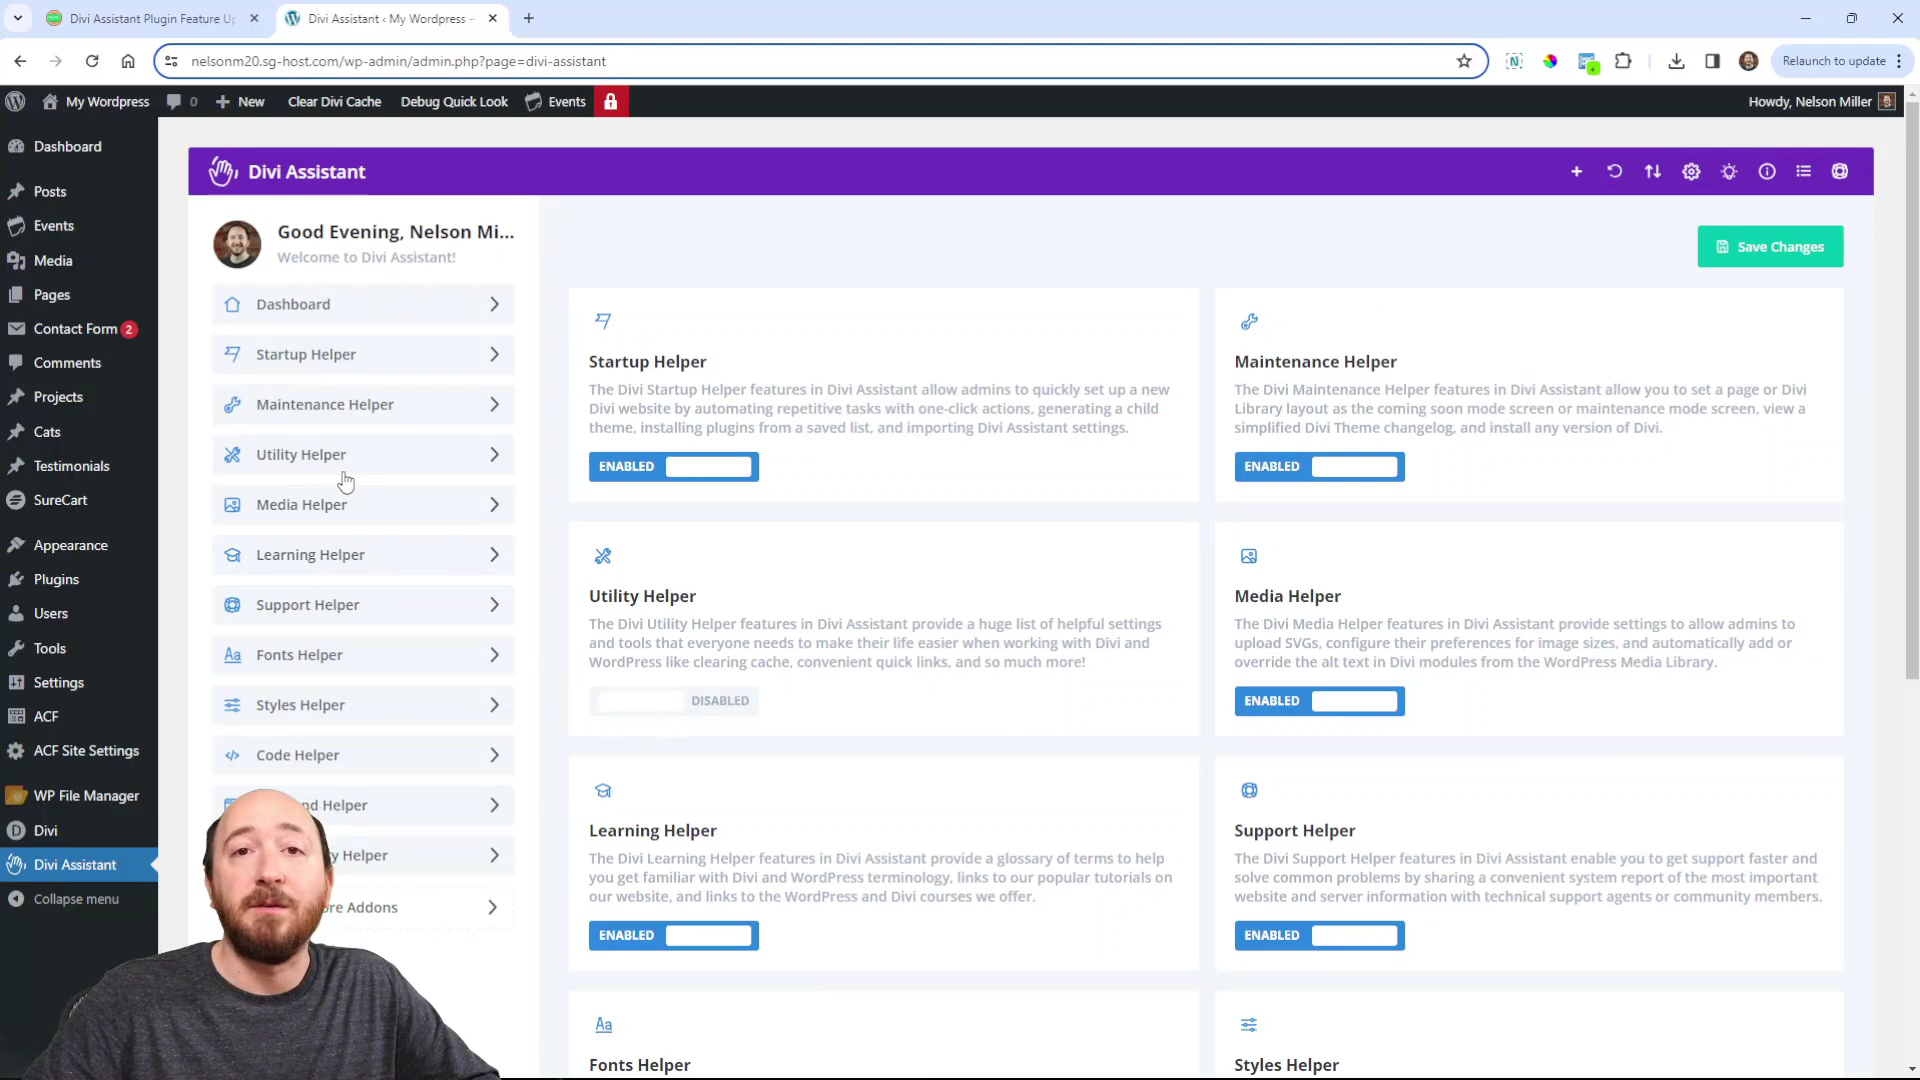 Divi Assistant Plugin Feature Up
Divi Assistant ‹ My Wordpress –
nelsonm20.sg-host.com/wp-admin/admin.php?page=divi-assistant
Relaunch to update
My Wordpress
0
New
Clear Divi Cache
Debug Quick Look
Events
Howdy, Nelson Miller
Dashboard
Posts
Events
Media
Pages
Contact Form 2
Comments
Projects
Cats
Testimonials
SureCart
Appearance
Plugins
Users
Tools
Settings
ACF
ACF Site Settings
WP File Manager
Divi
Divi Assistant
Collapse menu
Divi Assistant
Good Evening, Nelson Mi...
Welcome to Divi Assistant!
Dashboard
Startup Helper
Maintenance Helper
Utility Helper
Media Helper
Learning Helper
Support Helper
Fonts Helper
Styles Helper
Code Helper
Helper
Helper
Addons
Save Changes
Startup Helper
The Divi Startup Helper features in Divi Assistant allow admins to quickly set up a new
Divi website by automating repetitive tasks with one-click actions, generating a child
theme, installing plugins from a saved list, and importing Divi Assistant settings.
ENABLED
Maintenance Helper
The Divi Maintenance Helper features in Divi Assistant allow you to set a page or Divi
Library layout as the coming soon mode screen or maintenance mode screen, view a
simplified Divi Theme changelog, and install any version of Divi.
ENABLED
Utility Helper
The Divi Utility Helper features in Divi Assistant provide a huge list of helpful settings
and tools that everyone needs to make their life easier when working with Divi and
WordPress like clearing cache, convenient quick links, and so much more!
DISABLED
Media Helper
The Divi Media Helper features in Divi Assistant provide settings to allow admins to
upload SVGs, configure their preferences for image sizes, and automatically add or
override the alt text in Divi modules from the WordPress Media Library.
ENABLED
Learning Helper
The Divi Learning Helper features in Divi Assistant provide a glossary of terms to help
you get familiar with Divi and WordPress terminology, links to our popular tutorials on
our website, and links to the WordPress and Divi courses we offer.
ENABLED
Support Helper
The Divi Support Helper features in Divi Assistant enable you to get support faster and
solve common problems by sharing a convenient system report of the most important
website and server information with technical support agents or community members.
ENABLED
Aa
Fonts Helper
Styles Helper